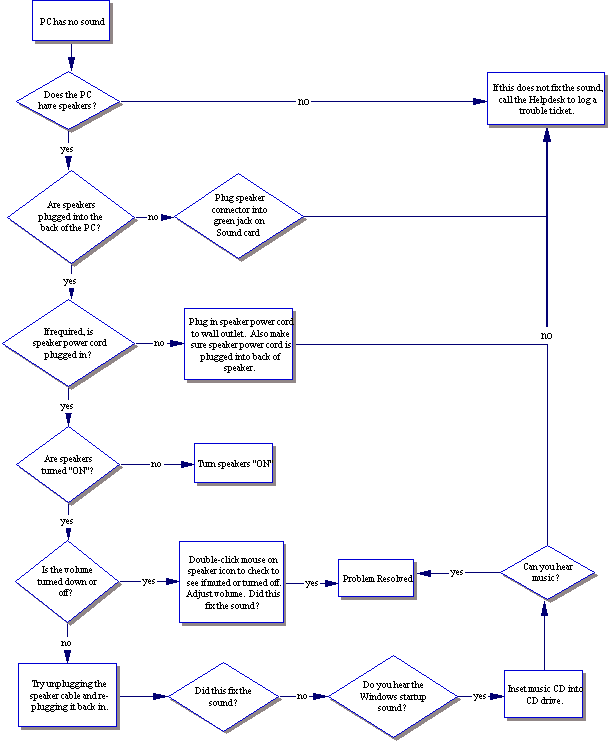 PC has no sound
Does the PC
have speakers?
no
If this does not fix the sound,
call the Helpdesk to log a
trouble ticket.
yes
Are speakers
plugged into the
back of the PC?
no
Plug speaker
connector into
green jack on
Sound card
yes
If required, is
speaker power cord
plugged in?
no
Plug in speaker power cord
to wall outlet. Also make
sure speaker power cord is
plugged into back of
speaker.
no
yes
Are speakers
turned "ON"?
no
Turn speakers "ON"
yes
Is the volume
turned down or
off?
yes
Double-click mouse on
speaker icon to check to
see if muted or turned off.
Adjust volume. Did this
fix the sound?
yes
Problem Resolved
yes
Can you hear
music?
no
Try unplugging the
speaker cable and re-
plugging it back in.
Did this fix the
sound?
no
Do you hear the
Windows startup
sound?
yes
Inset music CD into
CD drive.